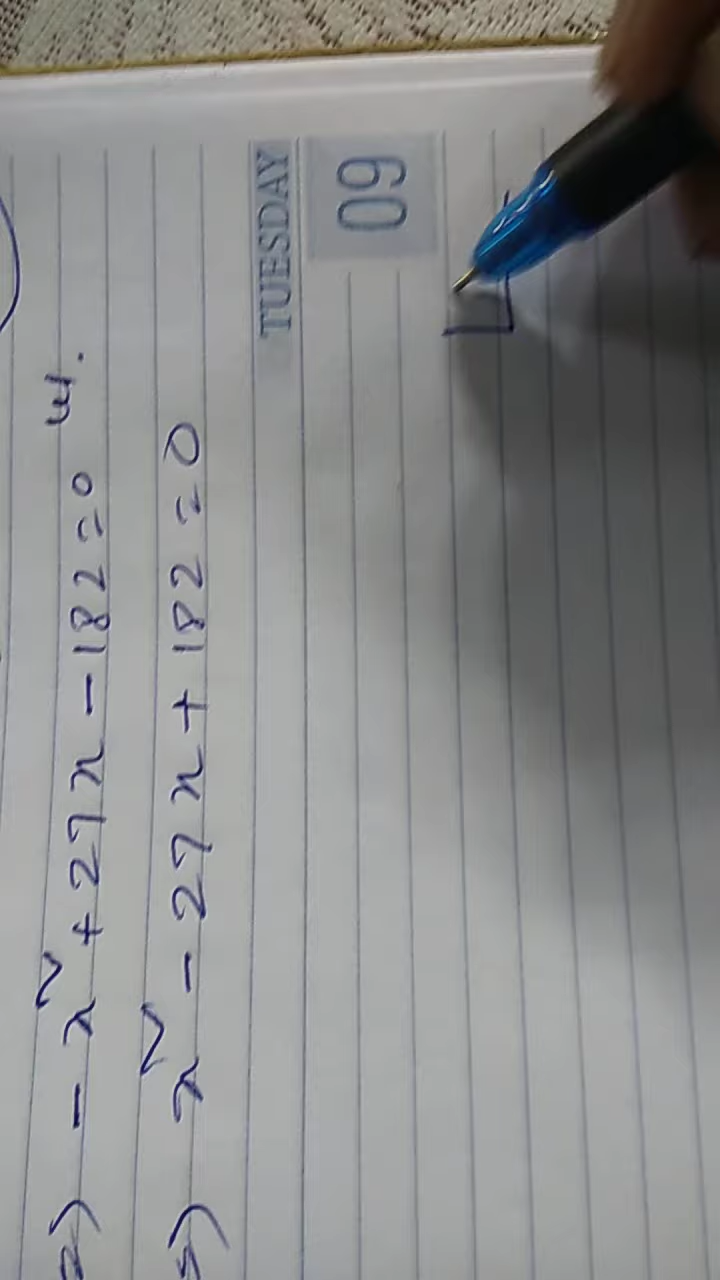 ⇒ - x² + 27x - 182 = 0
⇒ x² - 27x + 182 = 0
TUESDAY
09